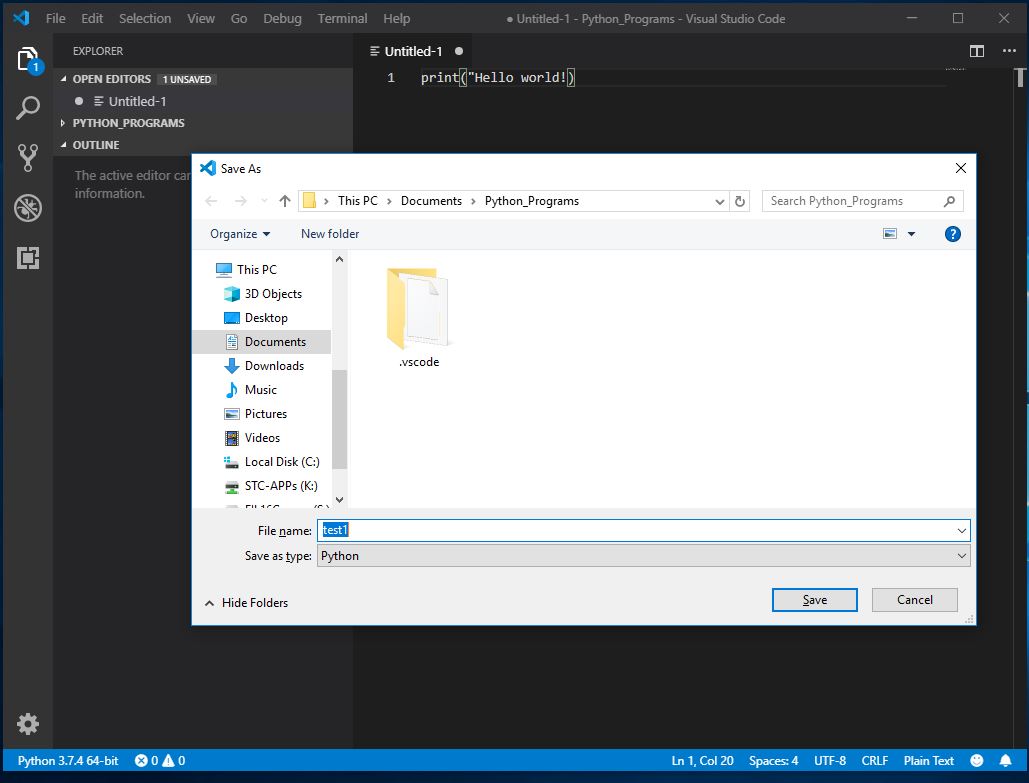 File Edit Selection View Go Debug Terminal Help ● Untitled-1 - Python_Programs - Visual Studio Code
1
EXPLORER
OPEN EDITORS 1 UNSAVED
Untitled-1
PYTHON_PROGRAMS
OUTLINE
The active editor can
information.
Untitled-1
1 print("Hello world!)
Save As
This PC > Documents > Python_Programs
Search Python_Programs
Organize New folder
This PC
3D Objects
Desktop
Documents
Downloads
Music
Pictures
Videos
Local Disk (C:)
STC-APPs (K:)
.vscode
File name: test1
Save as type: Python
Hide Folders
Save Cancel
Python 3.7.4 64-bit 0 0 Ln 1, Col 20 Spaces: 4 UTF-8 CRLF Plain Text